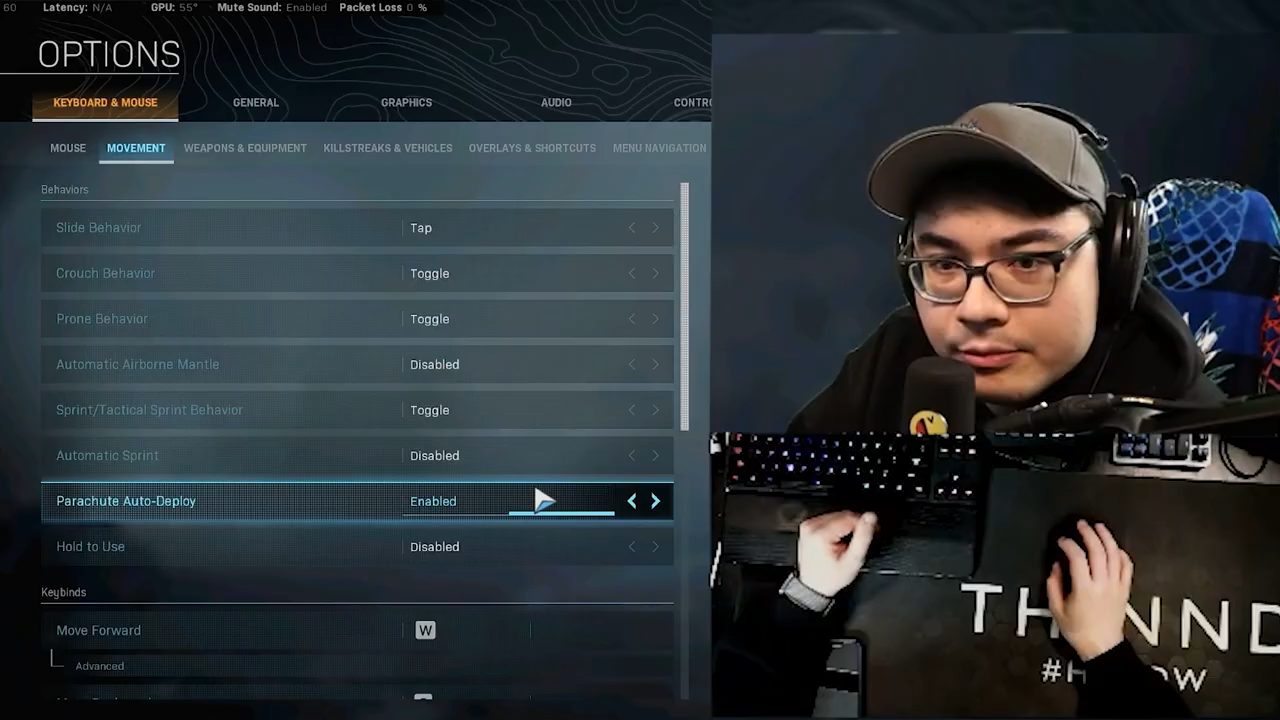 60 Latency: N/A GPU: 55° Mute Sound: Enabled Packet Loss 0 %
OPTIONS
KEYBOARD & MOUSE GENERAL GRAPHICS AUDIO CONTRO
MOUSE MOVEMENT WEAPONS & EQUIPMENT KILLSTREAKS & VEHICLES OVERLAYS & SHORTCUTS MENU NAVIGATION
Behaviors
Slide Behavior Tap
Crouch Behavior Toggle
Prone Behavior Toggle
Automatic Airborne Mantle Disabled
Sprint/Tactical Sprint Behavior Toggle
Automatic Sprint Disabled
Parachute Auto-Deploy Enabled
Hold to Use Disabled
Keybinds
Move Forward W
Advanced